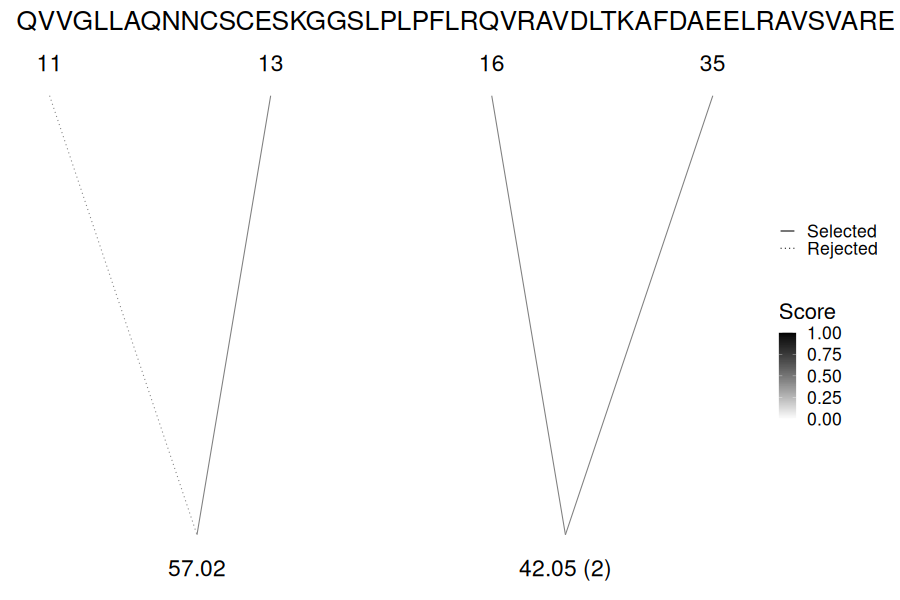 QVVGLLAQNNCSCESKGGSLPLPFLRQVRAVDLTKAFDAEELRAVSVARE
11 13 16 35
Selected
Rejected
Score
1.00
0.75
0.50
0.25
0.00
57.02 42.05 (2)